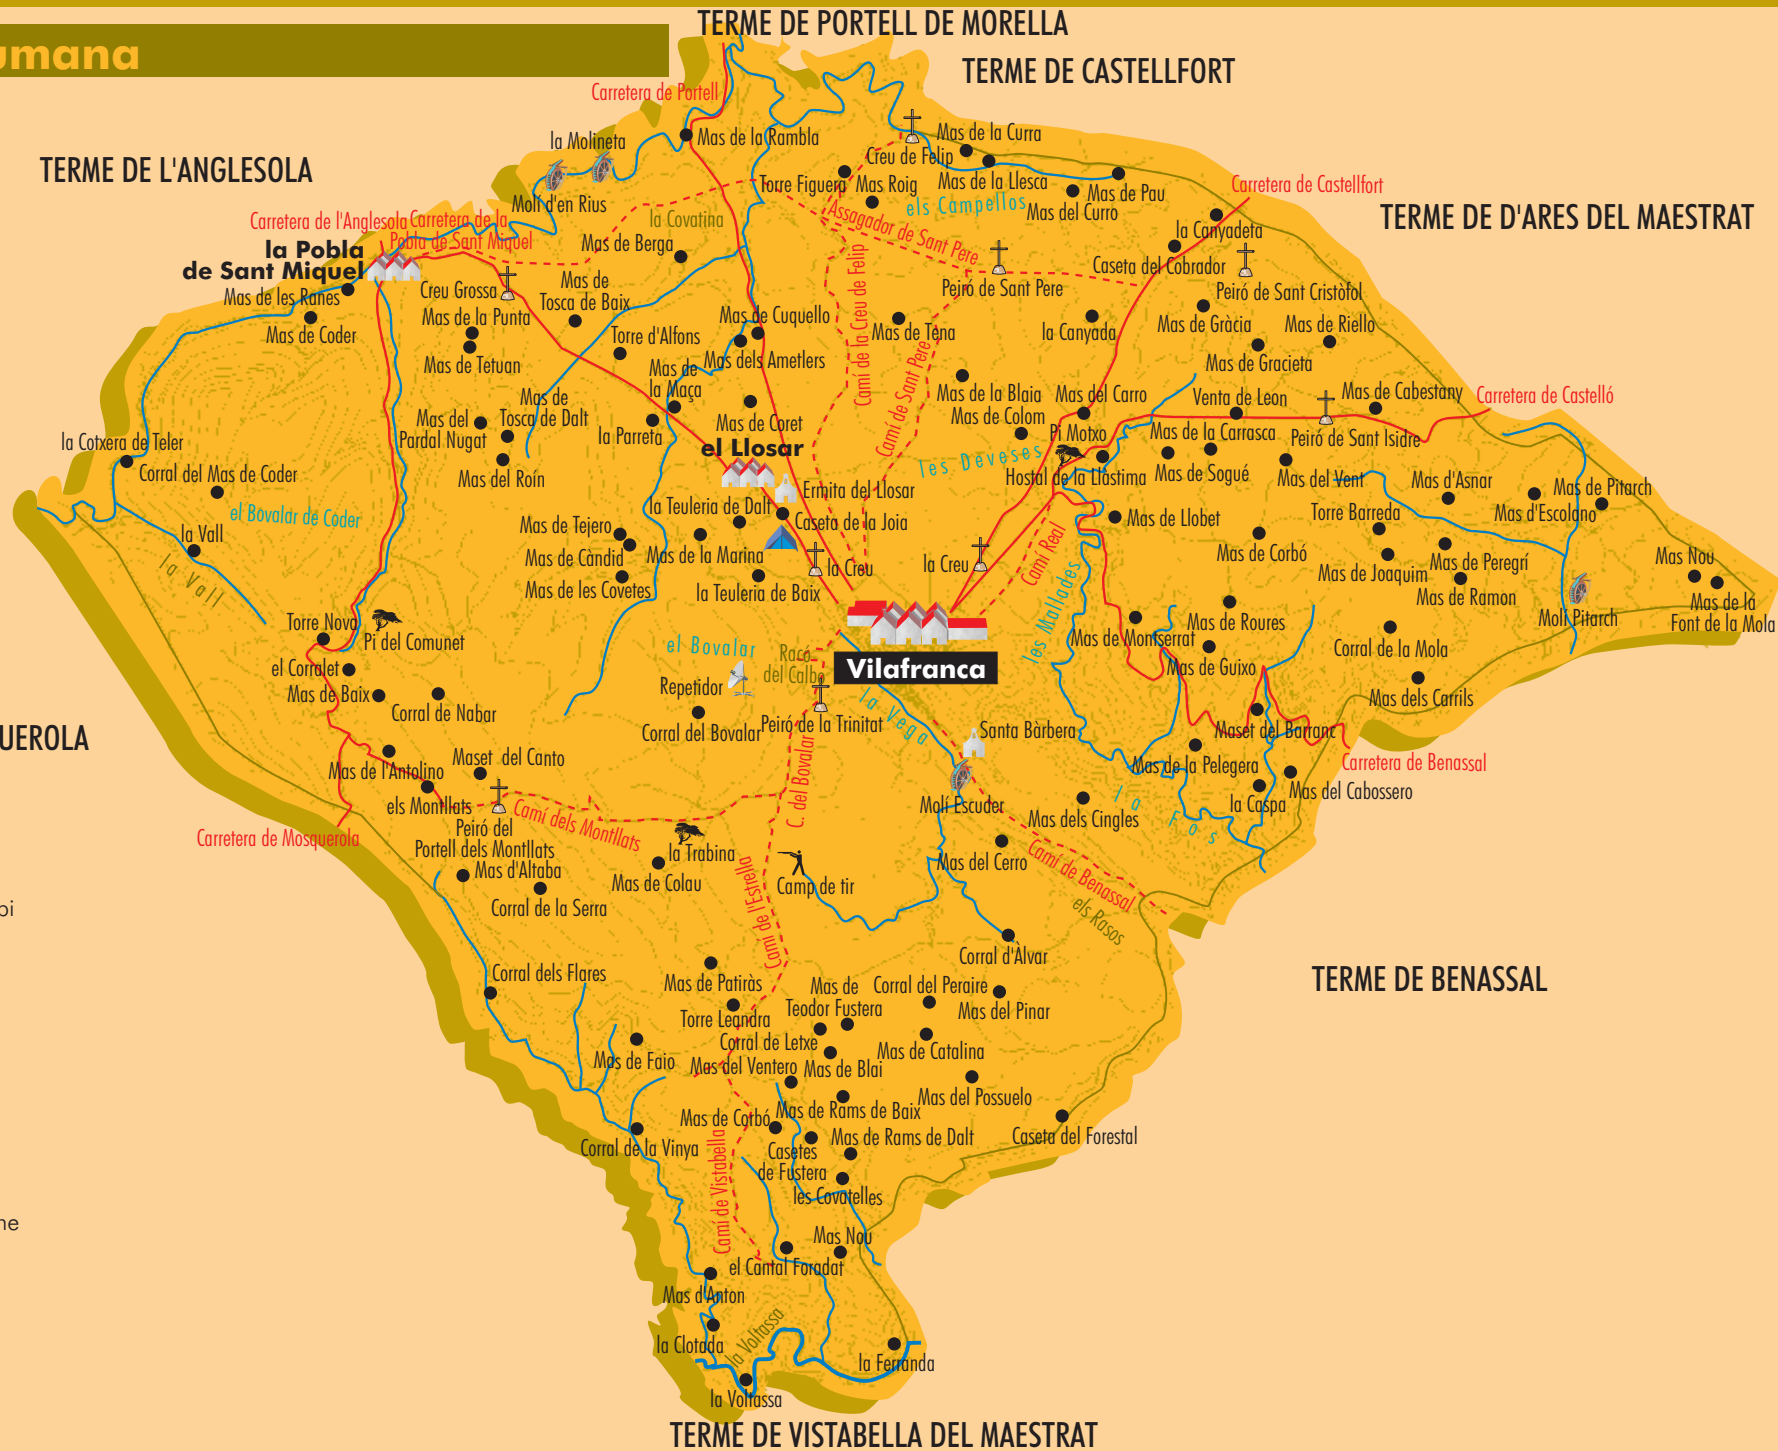 umana
TERME DE PORTELL DE MORELLA
TERME DE CASTELLFORT
Carretera de Portell
la Molineta
Mas de la Rambla
Mas de la Curra
Creu de Felip
TERME DE L'ANGLESOLA
Torre Figuera
Mas Roig
Mas de la Llesca
Mas de Pau
Carretera de Castellfort
Molí d'en Rius
els Campellos
Mas del Curro
TERME DE D'ARES DEL MAESTRAT
Carretera de l'Anglesola
Carretera de la
Pobla de Sant Miquel
la Covatina
Assagador de Sant Pere
la Canyadeta
la Pobla
de Sant Miquel
Mas de Berga
Caseta del Cobrador
Mas de les Ranes
Creu Grossa
Mas de
Tosca de Baix
Camí de la Creu de Felip
Peiró de Sant Pere
Peiró de Sant Cristòfol
Mas de Coder
Mas de la Punta
Mas de Cuquello
Mas de Tena
la Canyada
Mas de Gràcia
Mas de Riello
Torre d'Alfons
Mas de Tetuan
Mas dels Ametlers
Mas de
la Maça
Camí de Sant Pere
Mas de Gracieta
Mas de la Blaia
Mas del Carro
Venta de Leon
Mas de Cabestany
Carretera de Castelló
Mas de
Tosca de Dalt
Mas del
Pardal Nugat
Mas de Coret
Mas de Colom
la Parreta
Pi Motxo
Mas de la Carrasca
Peiró de Sant Isidre
la Cotxera de Teler
el Llosar
les Deveses
Corral del Mas de Coder
Mas del Roín
Hostal de la Llàstima
Mas de Sogué
Mas del Vent
Mas d'Asnar
Mas de Pitarch
Ermita del Llosar
el Bovalar de Coder
la Teuleria de Dalt
Caseta de la Joia
Mas de Llobet
Torre Barreda
Mas d'Escolano
la Vall
Mas de Tejero
Mas de Càndid
Mas de la Marina
la Creu
la Creu
Camí Real
Mas de Corbó
Mas de Peregrí
Mas Nou
la Vall
Mas de les Covetes
la Teuleria de Baix
Mas de Joaquim
Mas de Ramon
Mas de la
Font de la Mola
Torre Nova
Pi del Comunet
les Mallades
Mas de Montserrat
Mas de Roures
Molí Pitarch
el Bovalar
Racó
del Calbo
Vilafranca
Corral de la Mola
el Corralet
Mas de Guixo
Mas de Baix
Repetidor
Mas dels Carrils
Corral de Nabar
Corral del Bovalar
Peiró de la Trinitat
la Vega
Santa Bàrbera
Maset del Barranc
UEROLA
Maset del Canto
Mas de l'Antolino
Mas de la Pelegera
Carretera de Benassal
els Montllats
C. del Bovalar
Molí Escuder
la Caspa
Mas del Cabossero
Mas dels Cingles
la Fos
Carretera de Mosquerola
Camí dels Montllats
Peiró del
Portell dels Montllats
la Trabina
Mas d'Altaba
Mas de Colau
Camí de l'Estrella
Camp de tir
Mas del Cerro
Camí de Benassal
Corral de la Serra
els Rasos
pi
Corral d'Àlvar
TERME DE BENASSAL
Corral dels Flares
Mas de Patiràs
Mas de
Teodor Fustera
Corral del Peraire
Torre Leandra
Mas del Pinar
Corral de Letxe
Mas de Catalina
Mas de Faio
Mas del Ventero
Mas de Blai
Mas del Possuelo
Mas de Corbó
Mas de Rams de Baix
Mas de Rams de Dalt
Caseta del Forestal
Corral de la Vinya
Casetes
de Fustera
les Covatelles
Camí de Vistabella
ne
Mas Nou
el Cantal Foradat
Mas d'Anton
la Clotada
la Voltassa
la Ferranda
la Voltassa
TERME DE VISTABELLA DEL MAESTRAT